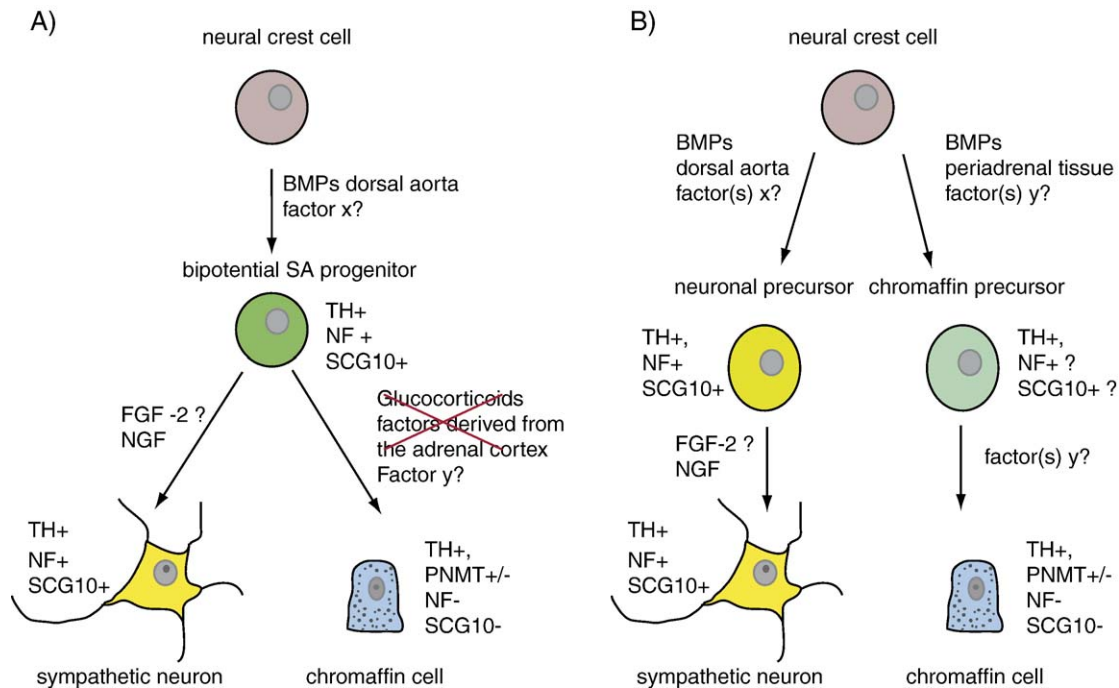 A)
neural crest cell
BMPs dorsal aorta
factor x?
bipotential SA progenitor
TH+
NF +
SCG10+
FGF -2 ?
NGF
Glucocorticoids
factors derived from
the adrenal cortex
Factor y?
TH+
NF+
SCG10+
TH+,
PNMT+/-
NF-
SCG10-
sympathetic neuron
chromaffin cell
B)
neural crest cell
BMPs
dorsal aorta
factor(s) x?
BMPs
periadrenal tissue
factor(s) y?
neuronal precursor
chromaffin precursor
TH+,
NF+
SCG10+
TH+,
NF+ ?
SCG10+ ?
FGF-2 ?
NGF
factor(s) y?
TH+
NF+
SCG10+
TH+,
PNMT+/-
NF-
SCG10-
sympathetic neuron
chromaffin cell